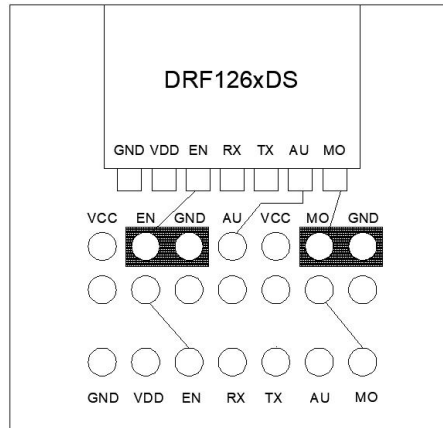 DRF126xDS
GND VDD EN RX TX AU MO
VCC EN GND AU VCC MO GND
GND VDD EN RX TX AU MO